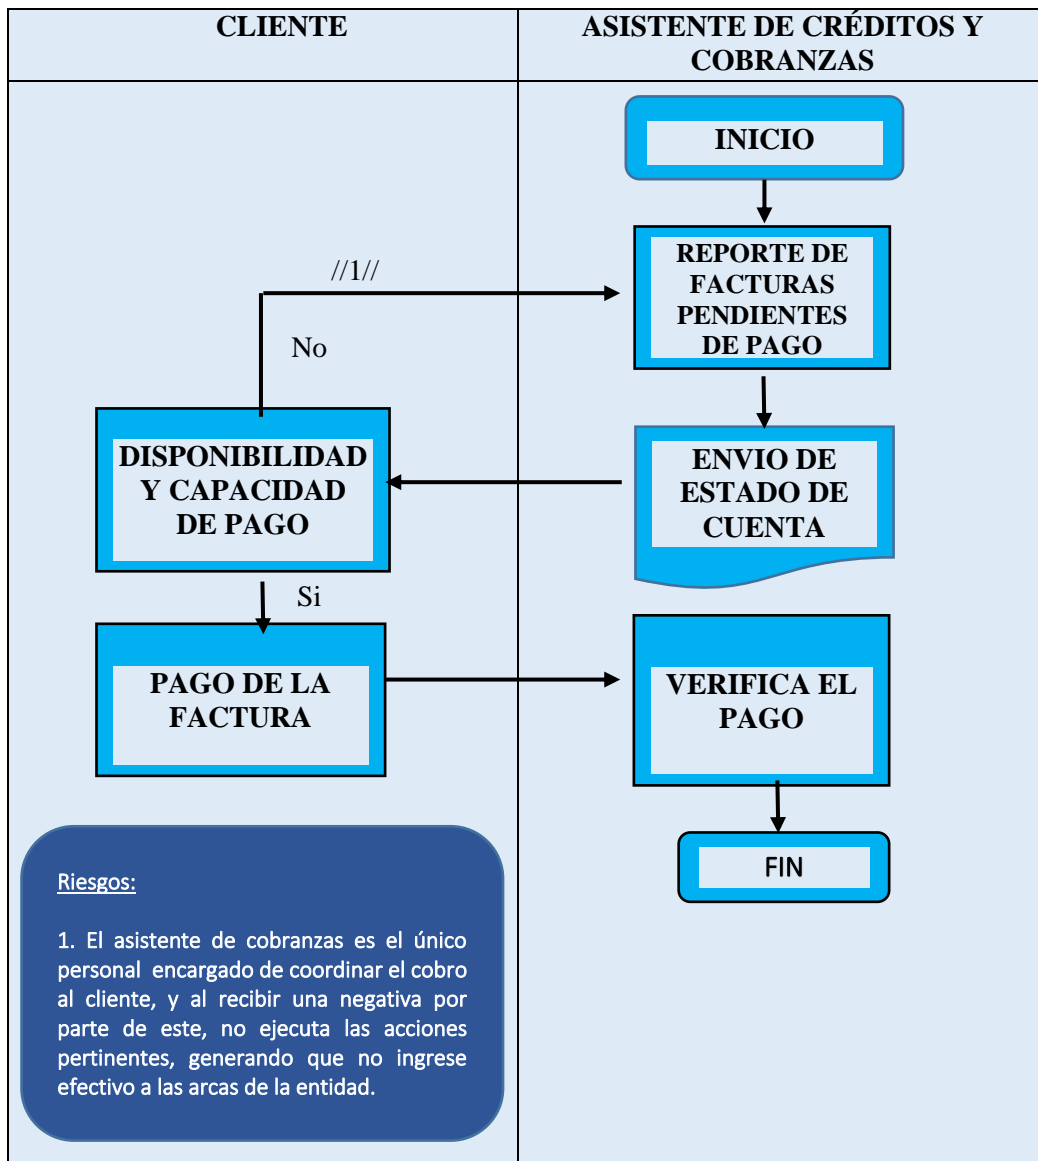 CLIENTE
ASISTENTE DE CRÉDITOS Y
COBRANZAS
INICIO
REPORTE DE
FACTURAS
PENDIENTES
DE PAGO
//1//
No
DISPONIBILIDAD
Y CAPACIDAD
DE PAGO
ENVIO DE
ESTADO DE
CUENTA
Si
PAGO DE LA
FACTURA
VERIFICA EL
PAGO
FIN
Riesgos:
1. El asistente de cobranzas es el único
personal encargado de coordinar el cobro
al cliente, y al recibir una negativa por
parte de este, no ejecuta las acciones
pertinentes, generando que no ingrese
efectivo a las arcas de la entidad.